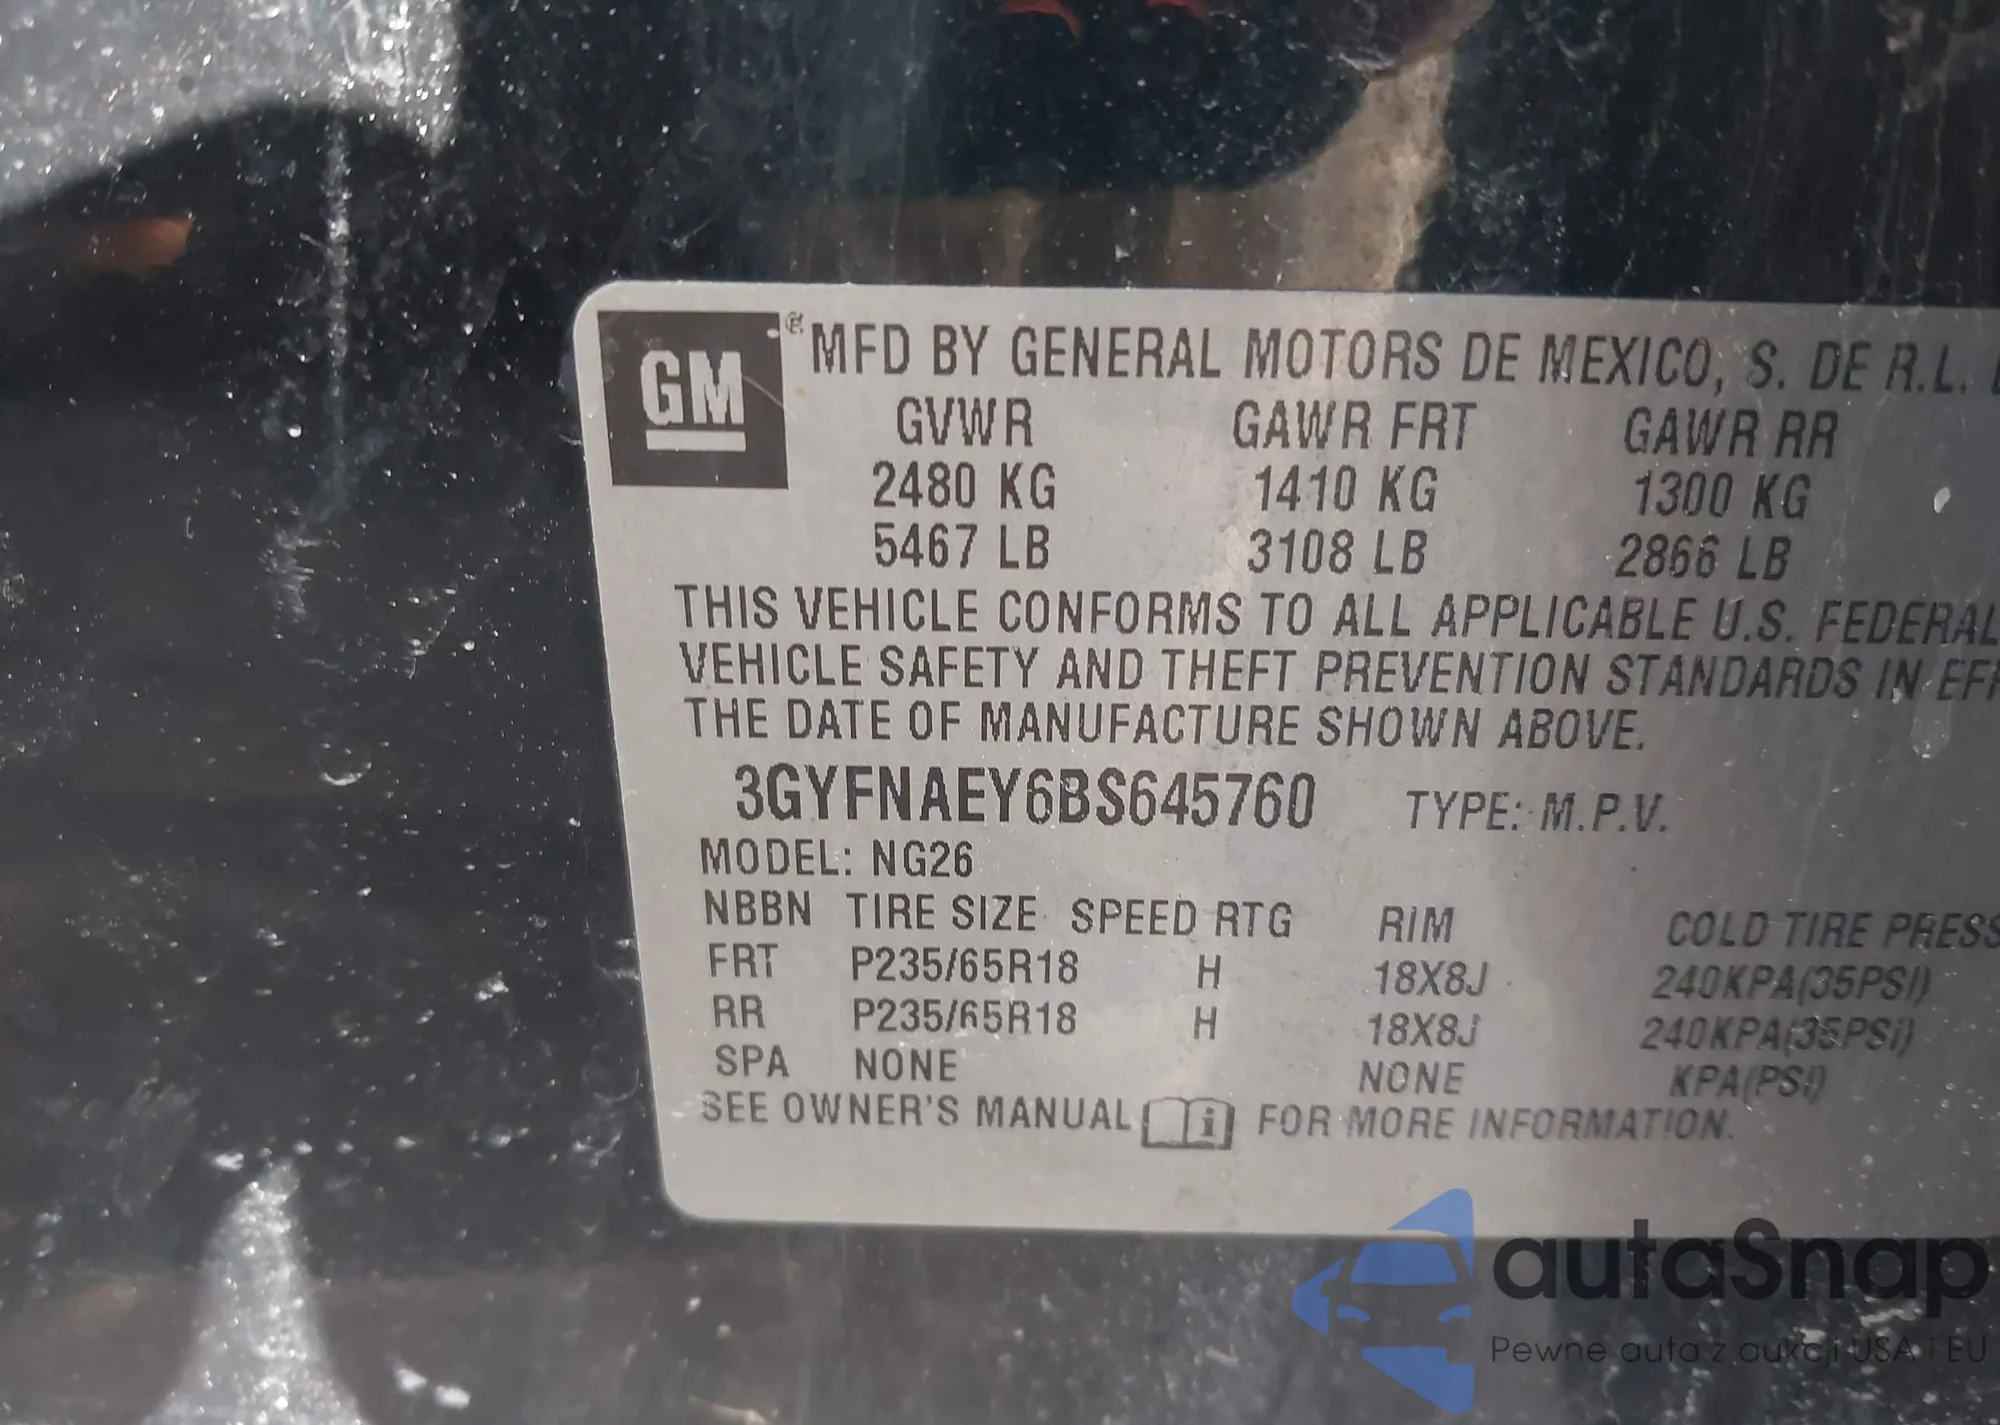 GM ® MFD BY GENERAL MOTORS DE MEXICO, S. DE R.L.
GVWR GAWR FRT GAWR RR
2480 KG 1410 KG 1300 KG
5467 LB 3108 LB 2866 LB
THIS VEHICLE CONFORMS TO ALL APPLICABLE U.S. FEDERAL
VEHICLE SAFETY AND THEFT PREVENTION STANDARDS IN EFF
THE DATE OF MANUFACTURE SHOWN ABOVE.
3GYFNAEY6BS645760 TYPE: M.P.V.
MODEL: NG26
NBBN TIRE SIZE SPEED RTG RIM COLD TIRE PRESS
FRT P235/65R18 H 18X8J 240KPA(35PSI)
RR P235/65R18 H 18X8J 240KPA(35PSI)
SPA NONE NONE KPA(PSI)
SEE OWNER'S MANUAL i FOR MORE INFORMATION.
autaSnap
Pewne auta z aukcji USA i EU